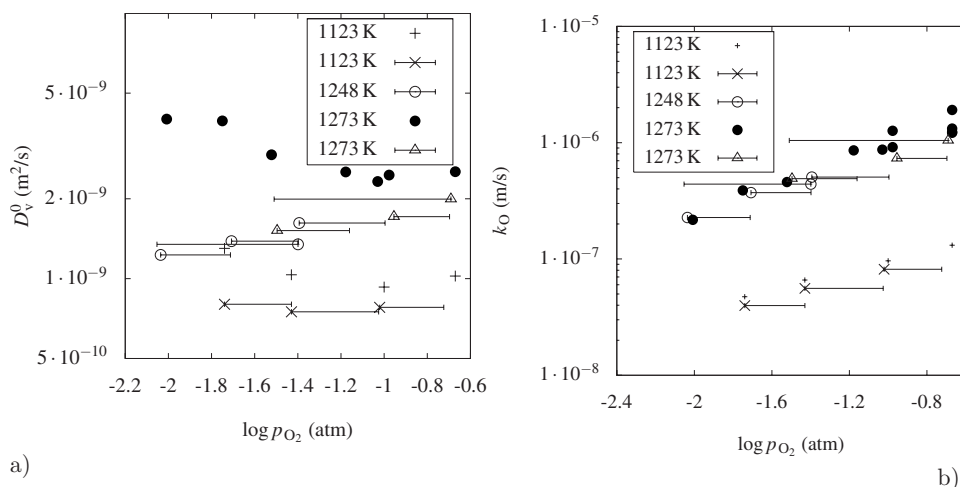 1123 K
1123 K
1248 K
1273 K
1273 K
5·10⁻⁹
2·10⁻⁹
1·10⁻⁹
5·10⁻¹⁰
D⁰ᵥ (m²/s)
-2.2 -2 -1.8 -1.6 -1.4 -1.2 -1 -0.8 -0.6
log p_O₂ (atm)
a)
1123 K
1123 K
1248 K
1273 K
1273 K
1·10⁻⁵
1·10⁻⁶
1·10⁻⁷
1·10⁻⁸
k_O (m/s)
-2.4 -2 -1.6 -1.2 -0.8
log p_O₂ (atm)
b)